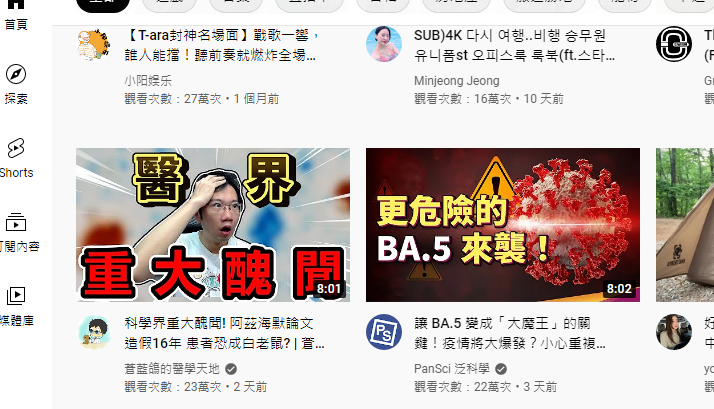 首頁
探索
Shorts
媒體庫
【T-ara封神名場面】戰歌一響，
誰人能擋！聽前奏就燃炸全場...
小阳娱乐
觀看次數：27萬次・1 個月前
SUB)4K 다시 여행..비행 승무원
유니폼st 오피스룩 룩북(ft.스타...
Minjeong Jeong
觀看次數：16萬次・10 天前
醫界
重大醜聞
8:01
科學界重大醜聞! 阿茲海默論文
造假16年 患者恐成白老鼠? | 蒼...
蒼藍鴿的醫學天地
觀看次數：23萬次・2 天前
更危險的
BA.5 來襲！
8:02
PS
讓 BA.5 變成「大魔王」的關
鍵！疫情將大爆發？小心重複...
PanSci 泛科學
觀看次數：22萬次・3 天前